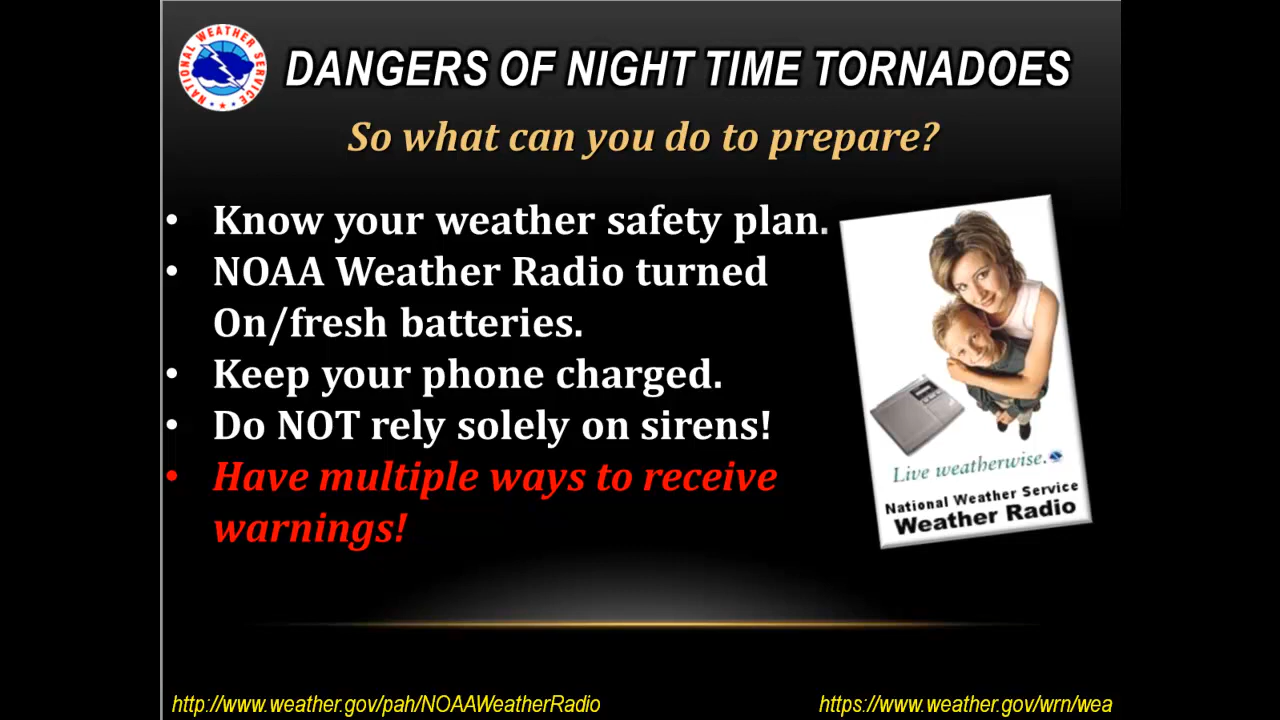 NATIONAL WEATHER SERVICE
DANGERS OF NIGHT TIME TORNADOES
So what can you do to prepare?
• Know your weather safety plan.
• NOAA Weather Radio turned
On/fresh batteries.
• Keep your phone charged.
• Do NOT rely solely on sirens!
• Have multiple ways to receive
warnings!
Live weatherwise.
National Weather Service
Weather Radio
http://www.weather.gov/pah/NOAAWeatherRadio
https://www.weather.gov/wrn/wea